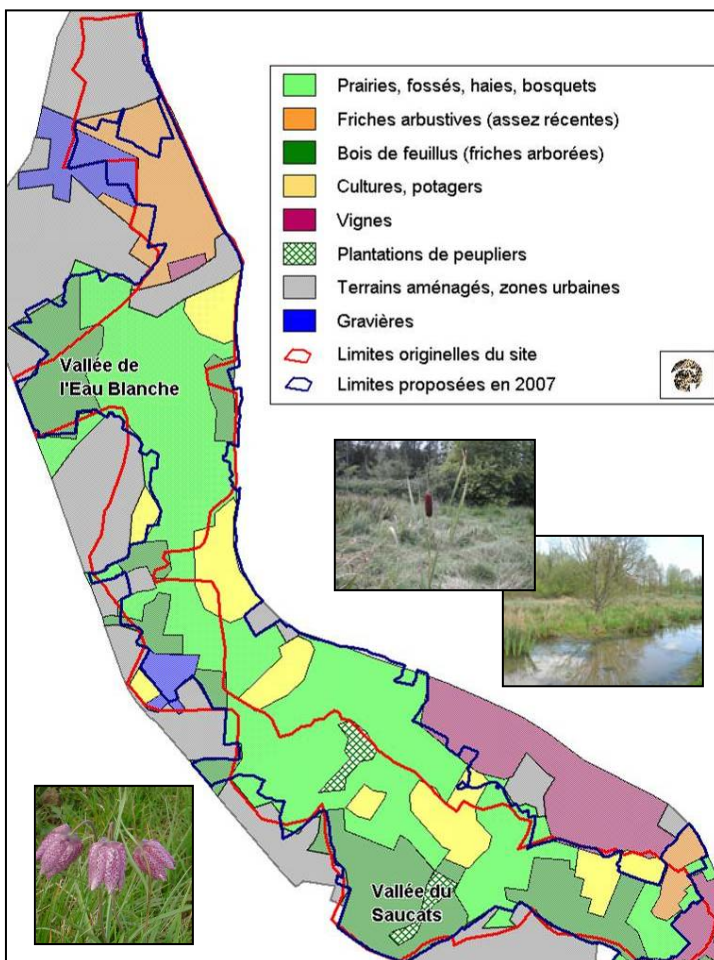 Prairies, fossés, haies, bosquets
Friches arbustives (assez récentes)
Bois de feuillus (friches arborées)
Cultures, potagers
Vignes
Plantations de peupliers
Terrains aménagés, zones urbaines
Gravières
Limites originelles du site
Limites proposées en 2007
Vallée de
l'Eau Blanche
Vallée du
Saucats